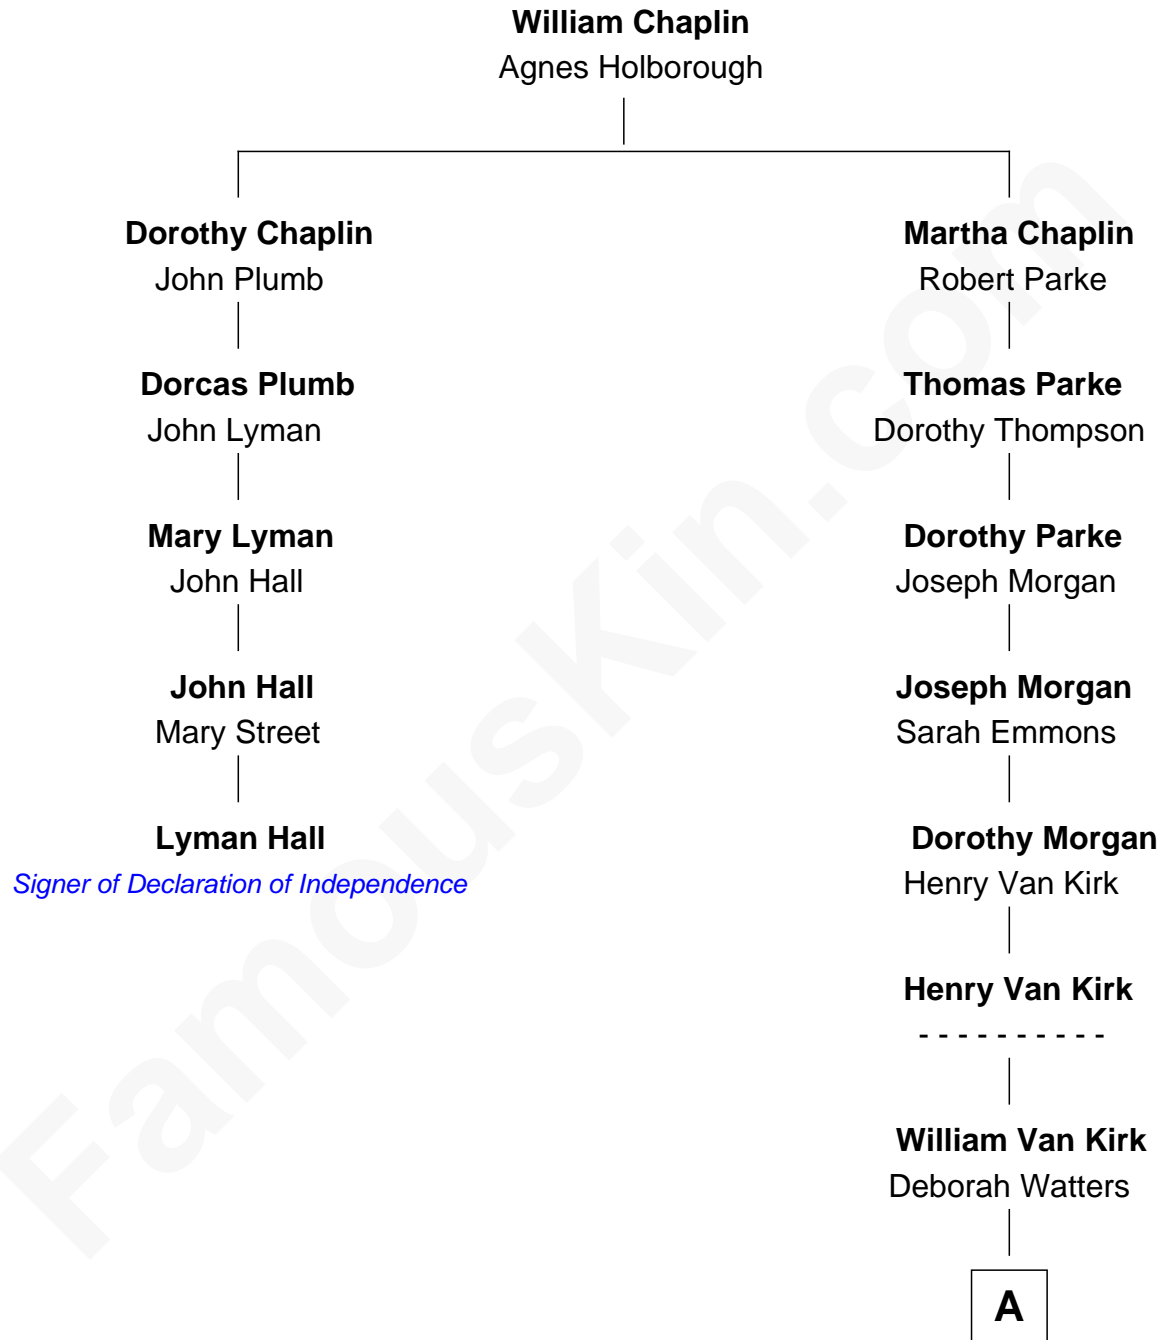 William Chaplin
Agnes Holborough
Dorothy Chaplin
John Plumb
Dorcas Plumb
John Lyman
Mary Lyman
John Hall
John Hall
Mary Street
Lyman Hall
Signer of Declaration of Independence
Martha Chaplin
Robert Parke
Thomas Parke
Dorothy Thompson
Dorothy Parke
Joseph Morgan
Joseph Morgan
Sarah Emmons
Dorothy Morgan
Henry Van Kirk
Henry Van Kirk
- - - - - - - - - -
William Van Kirk
Deborah Watters
A
FamousKin.com